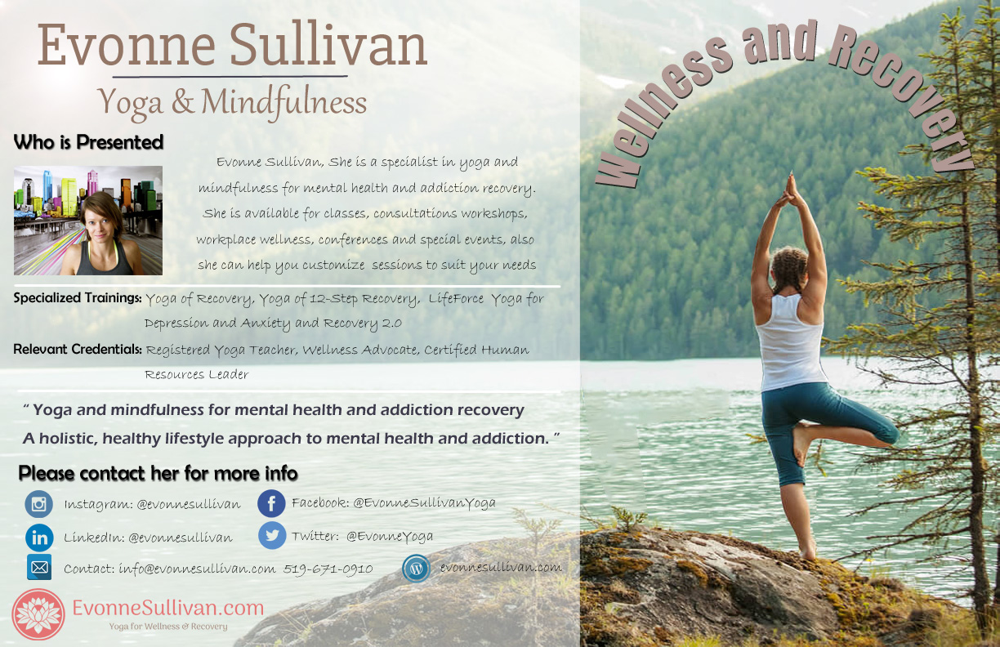 Evonne Sullivan
Yoga & Mindfulness
Wellness and Recovery
Who is Presented
Evonne Sullivan, She is a specialist in yoga and
mindfulness for mental health and addiction recovery.
She is available for classes, consultations workshops,
workplace wellness, conferences and special events, also
she can help you customize sessions to suit your needs
Specialized Trainings: Yoga of Recovery, Yoga of 12-Step Recovery, LifeForce Yoga for
Depression and Anxiety and Recovery 2.0
Relevant Credentials: Registered Yoga Teacher, Wellness Advocate, Certified Human
Resources Leader
“ Yoga and mindfulness for mental health and addiction recovery
A holistic, healthy lifestyle approach to mental health and addiction. ”
Please contact her for more info
Instagram: @evonnesullivan
Facebook: @EvonneSullivanYoga
LinkedIn: @evonnesullivan
Twitter: @EvonneYoga
Contact: info@evonnesullivan.com 519-671-0910
evonnesullivan.com
EvonneSullivan.com
Yoga for Wellness & Recovery